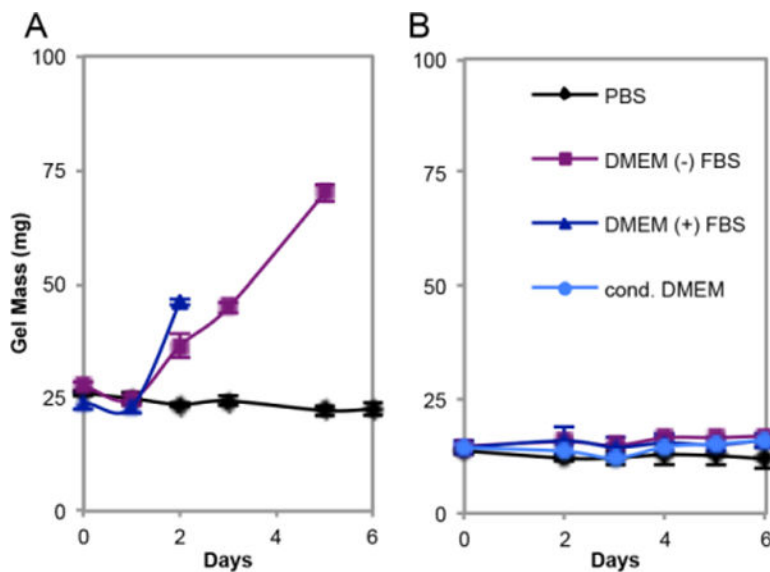 A
B
100
75
50
25
0
Gel Mass (mg)
0 2 4 6
Days
100
75
50
25
0
PBS
DMEM (-) FBS
DMEM (+) FBS
cond. DMEM
0 2 4 6
Days